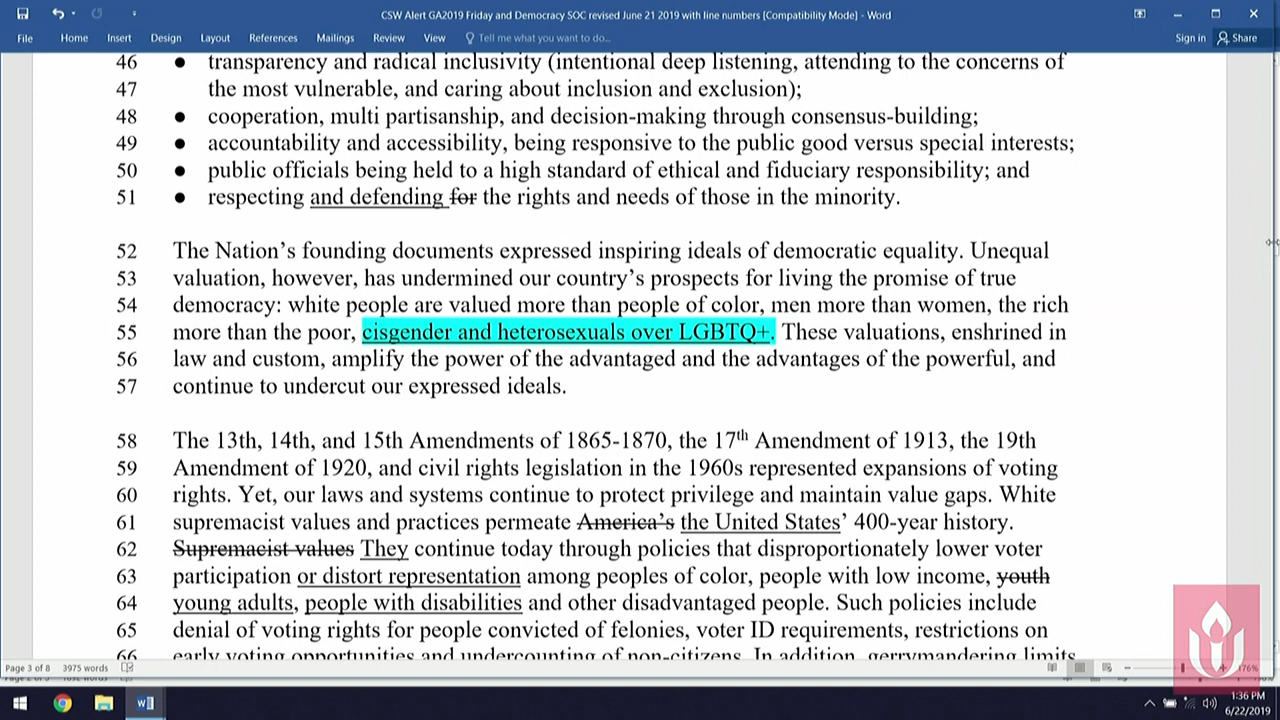 CSW Alert GA2019 Friday and Democracy SOC revised June 21 2019 with line numbers [Compatibility Mode] - Word
File Home Insert Design Layout References Mailings Review View Tell me what you want to do... Sign in Share
46 ● transparency and radical inclusivity (intentional deep listening, attending to the concerns of
47 the most vulnerable, and caring about inclusion and exclusion);
48 ● cooperation, multi partisanship, and decision-making through consensus-building;
49 ● accountability and accessibility, being responsive to the public good versus special interests;
50 ● public officials being held to a high standard of ethical and fiduciary responsibility; and
51 ● respecting and defending for the rights and needs of those in the minority.
52 The Nation’s founding documents expressed inspiring ideals of democratic equality. Unequal
53 valuation, however, has undermined our country’s prospects for living the promise of true
54 democracy: white people are valued more than people of color, men more than women, the rich
55 more than the poor, cisgender and heterosexuals over LGBTQ+. These valuations, enshrined in
56 law and custom, amplify the power of the advantaged and the advantages of the powerful, and
57 continue to undercut our expressed ideals.
58 The 13th, 14th, and 15th Amendments of 1865-1870, the 17th Amendment of 1913, the 19th
59 Amendment of 1920, and civil rights legislation in the 1960s represented expansions of voting
60 rights. Yet, our laws and systems continue to protect privilege and maintain value gaps. White
61 supremacist values and practices permeate America’s the United States’ 400-year history.
62 Supremacist values They continue today through policies that disproportionately lower voter
63 participation or distort representation among peoples of color, people with low income, youth
64 young adults, people with disabilities and other disadvantaged people. Such policies include
65 denial of voting rights for people convicted of felonies, voter ID requirements, restrictions on
66 early voting opportunities and undercounting of non-citizens. In addition, gerrymandering limits
Page 3 of 8 3975 words 176%
1:36 PM
6/22/2019